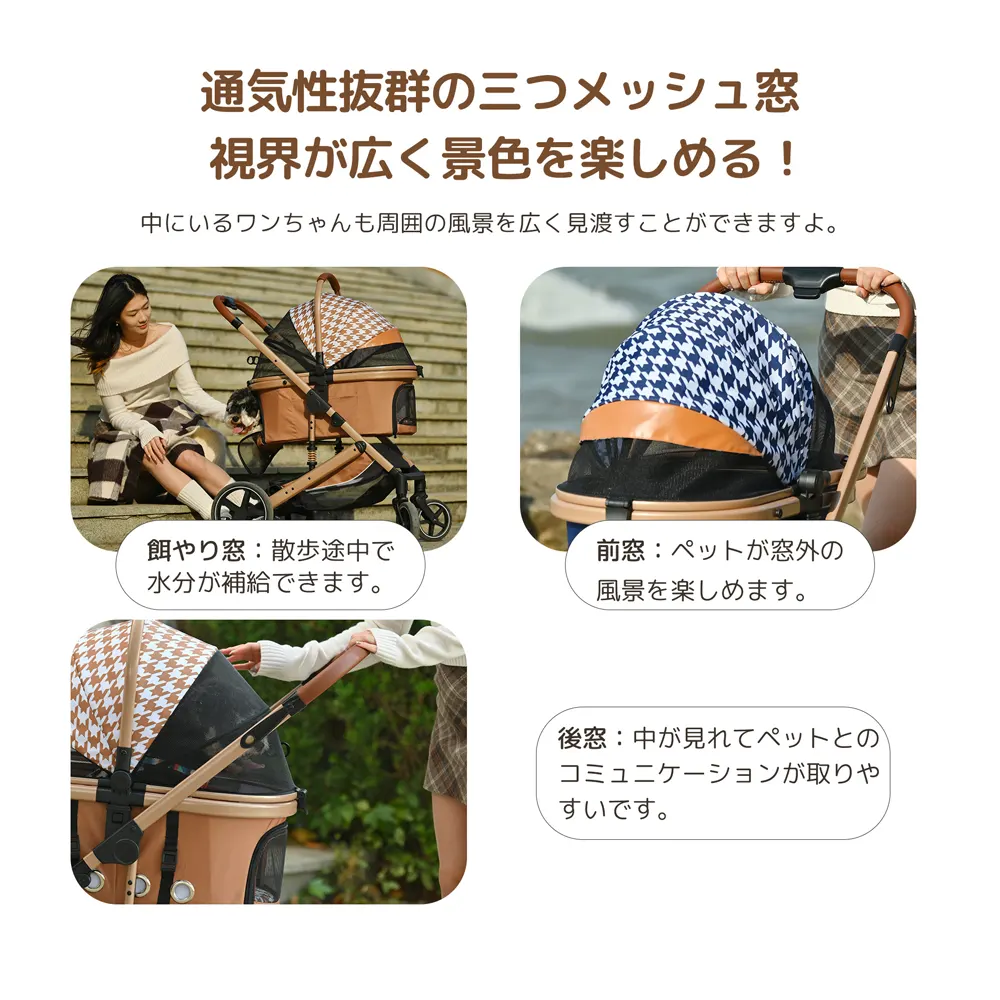 通気性抜群の三つメッシュ窓
視界が広く景色を楽しめる！
中にいるワンちゃんも周囲の風景を広く見渡すことができますよ。
餌やり窓：散歩途中で
水分が補給できます。
前窓：ペットが窓外の
風景を楽しめます。
後窓：中が見れてペットとの
コミュニケーションが取りや
すいです。